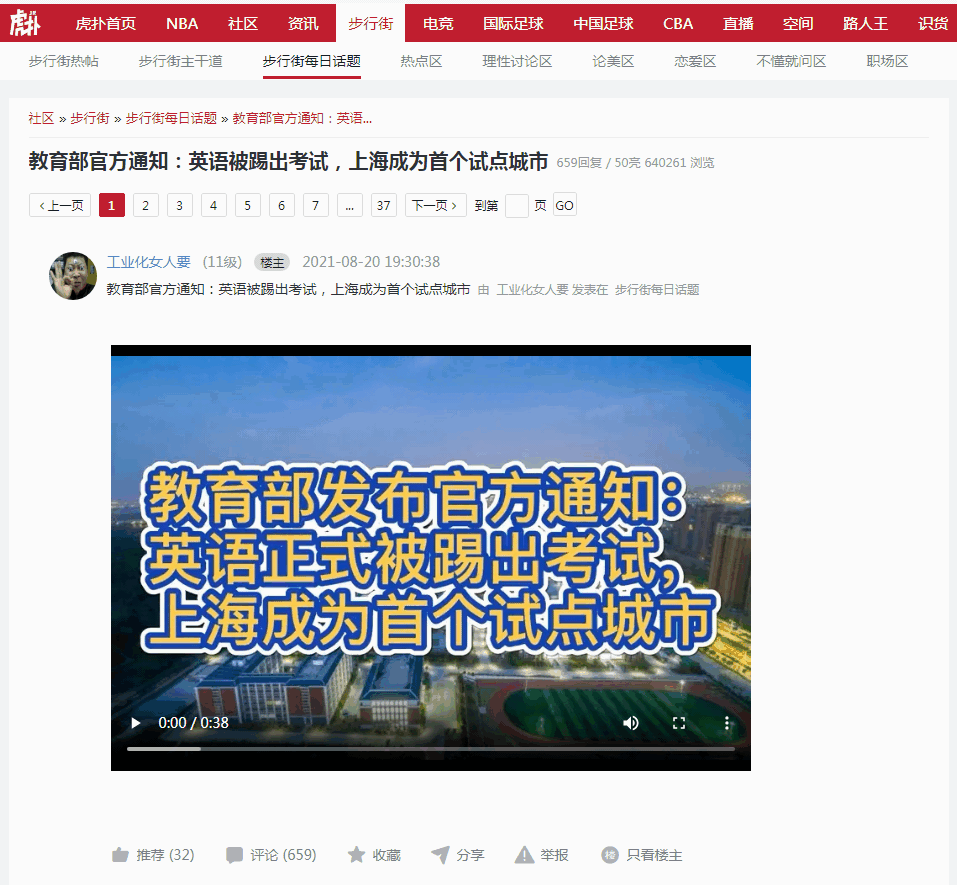 虎扑 虎扑首页 NBA 社区 资讯 步行街 电竞 国际足球 中国足球 CBA 直播 空间 路人王 识货
步行街热帖 步行街主干道 步行街每日话题 热点区 理性讨论区 论美区 恋爱区 不懂就问区 职场区
社区 » 步行街 » 步行街每日话题 » 教育部官方通知：英语...
教育部官方通知：英语被踢出考试，上海成为首个试点城市 659回复 / 50亮 640261 浏览
‹ 上一页 1 2 3 4 5 6 7 ... 37 下一页 › 到第 页 GO
工业化女人要 (11级) 楼主 2021-08-20 19:30:38
教育部官方通知：英语被踢出考试，上海成为首个试点城市 由 工业化女人要 发表在 步行街每日话题
教育部发布官方通知：
英语正式被踢出考试，
上海成为首个试点城市
0:00 / 0:38
推荐 (32) 评论 (659) 收藏 分享 举报 楼 只看楼主